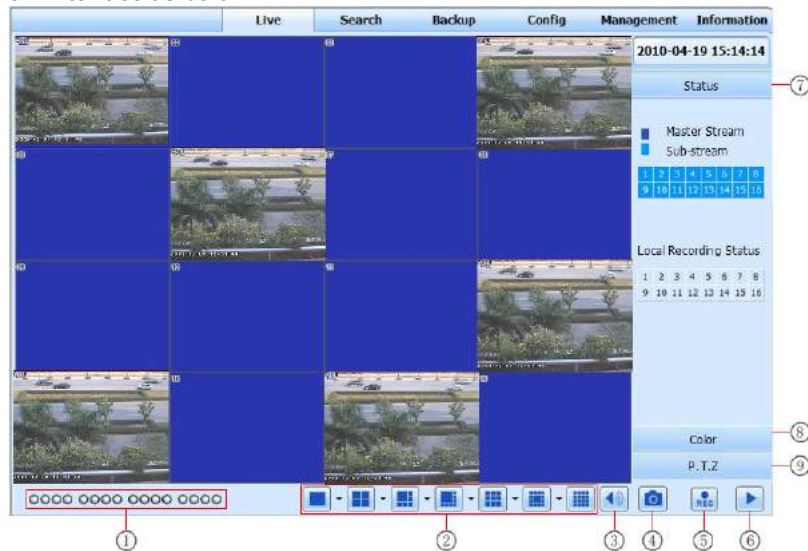 Live Search Backup Config Management Information
2010-04-19 15:14:14
Status
Master Stream
Sub-stream
1 2 3 4 5 6 7 8
9 10 11 12 13 14 15 16
Local Recording Status
1 2 3 4 5 6 7 8
9 10 11 12 13 14 15 16
Color
P.T.Z
REC
① ② ③ ④ ⑤ ⑥
⑦
⑧
⑨